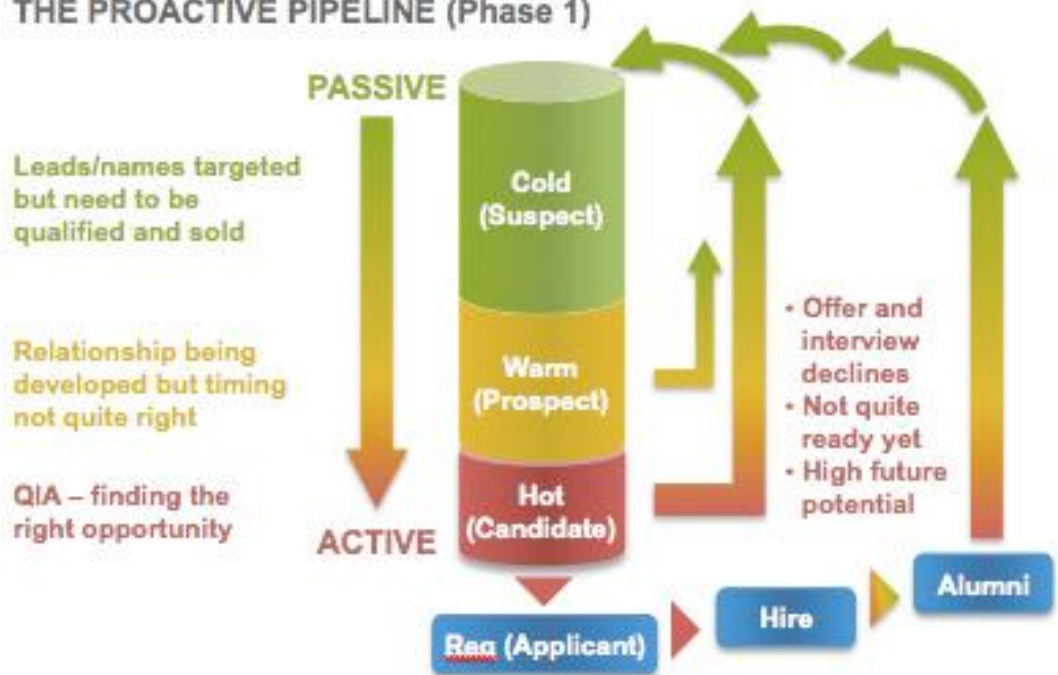 THE PROACTIVE PIPELINE (Phase 1)
PASSIVE
Leads/names targeted
but need to be
qualified and sold
Cold
(Suspect)
Relationship being
developed but timing
not quite right
Warm
(Prospect)
• Offer and
interview
declines
• Not quite
ready yet
• High future
potential
QIA – finding the
right opportunity
ACTIVE
Hot
(Candidate)
Req (Applicant)
Hire
Alumni